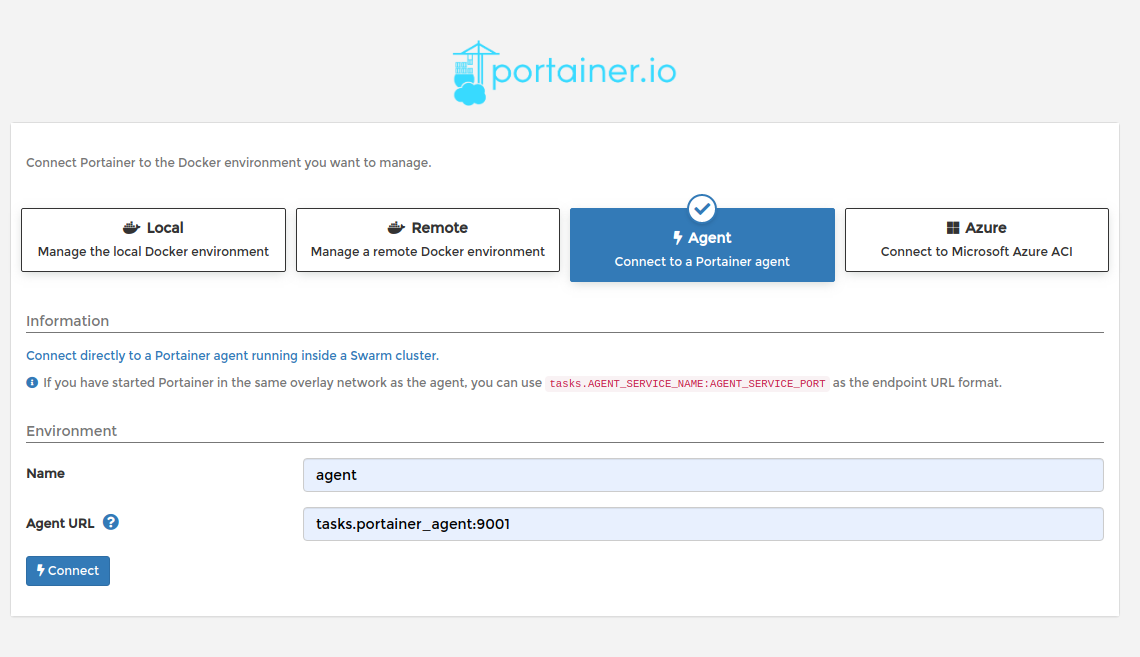 portainer.io
Connect Portainer to the Docker environment you want to manage.
Local
Manage the local Docker environment
Remote
Manage a remote Docker environment
Agent
Connect to a Portainer agent
Azure
Connect to Microsoft Azure ACI
Information
Connect directly to a Portainer agent running inside a Swarm cluster.
If you have started Portainer in the same overlay network as the agent, you can use tasks.AGENT_SERVICE_NAME:AGENT_SERVICE_PORT as the endpoint URL format.
Environment
Name
agent
Agent URL
tasks.portainer_agent:9001
Connect